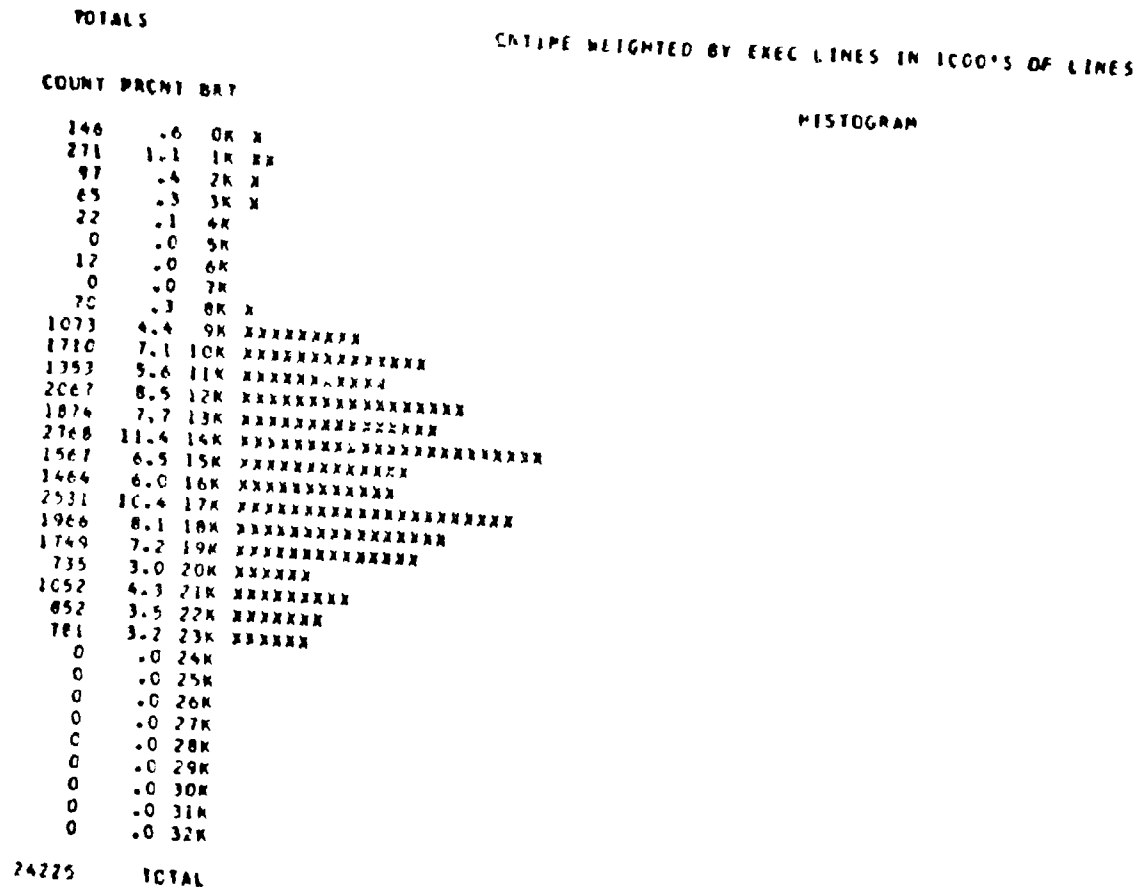 TOTALS
WEIGHTED BY EXEC LINES IN 1000'S OF LINES
COUNT PRCNT BKT
HISTOGRAM
146 .6 0K X
271 1.1 1K XX
97 .4 2K X
65 .3 3K X
22 .1 4K
0 .0 5K
12 .0 6K
0 .0 7K
70 .3 8K X
1073 4.4 9K XXXXXXXXX
1710 7.1 10K XXXXXXXXXXXXXX
1353 5.6 11K XXXXXXXXXXX
2067 8.5 12K XXXXXXXXXXXXXXXXX
1874 7.7 13K XXXXXXXXXXXXXXX
2768 11.4 14K XXXXXXXXXXXXXXXXXXXXXXX
1567 6.5 15K XXXXXXXXXXXXX
1464 6.0 16K XXXXXXXXXXXX
2531 10.4 17K XXXXXXXXXXXXXXXXXXXXX
1966 8.1 18K XXXXXXXXXXXXXXXX
1749 7.2 19K XXXXXXXXXXXXXX
735 3.0 20K XXXXXX
1052 4.3 21K XXXXXXXXX
852 3.5 22K XXXXXXX
781 3.2 23K XXXXXX
0 .0 24K
0 .0 25K
0 .0 26K
0 .0 27K
0 .0 28K
0 .0 29K
0 .0 30K
0 .0 31K
0 .0 32K
24225 TOTAL